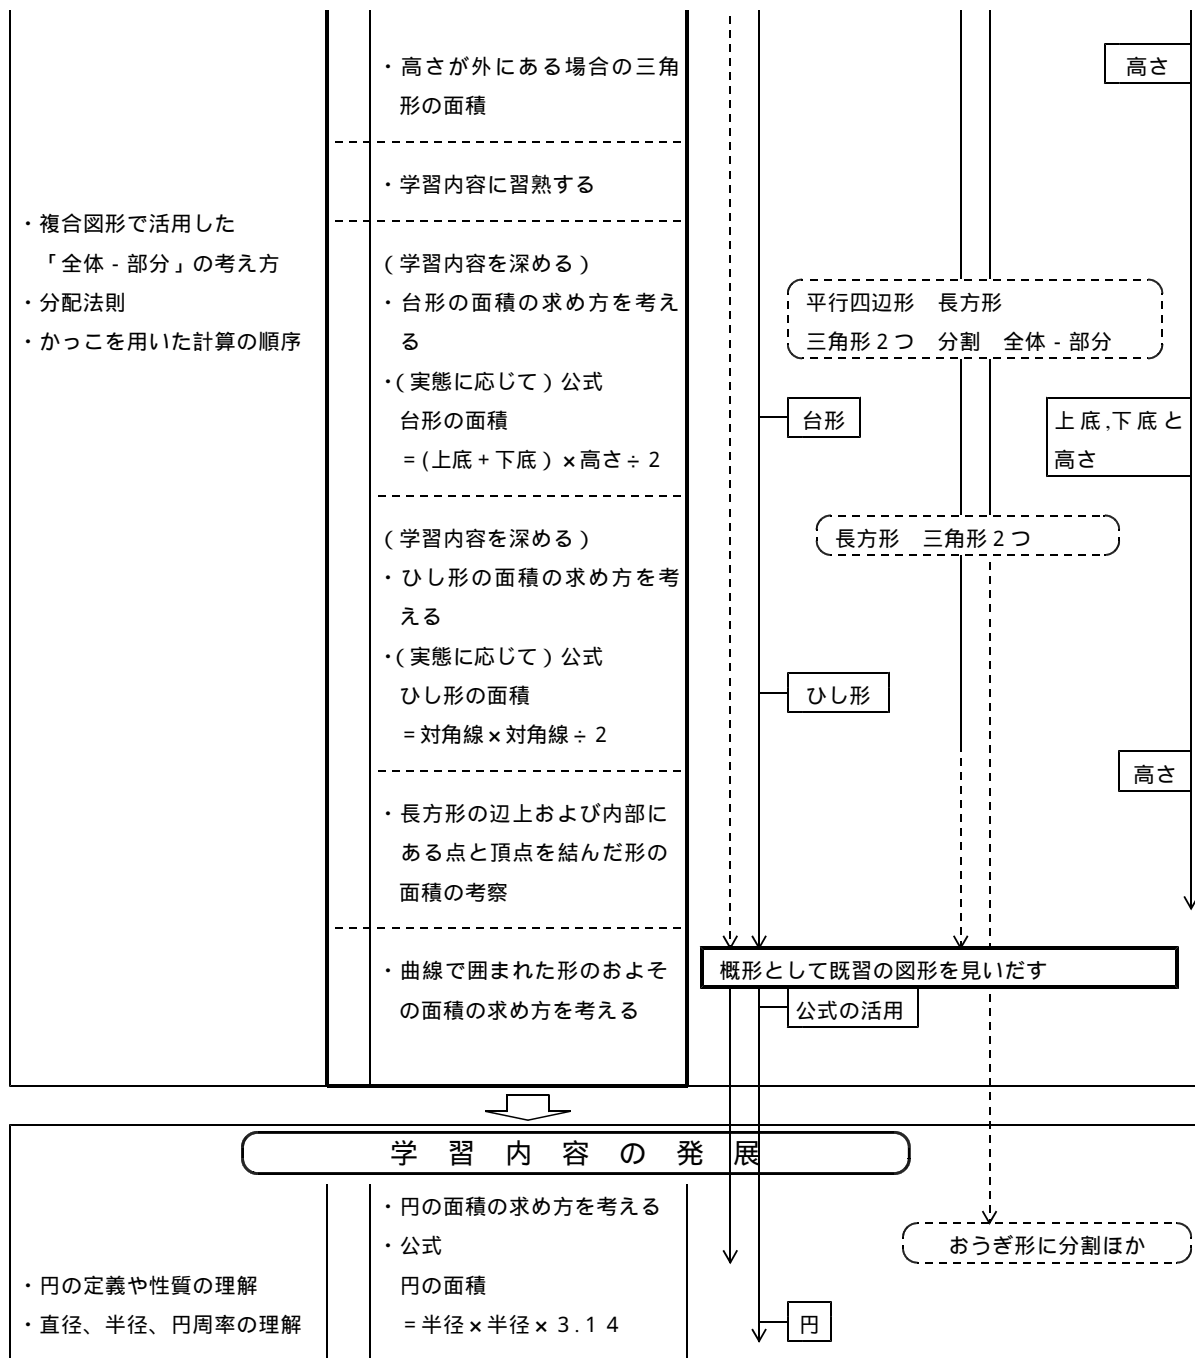 ・高さが外にある場合の三角
形の面積
高さ
・学習内容に習熟する
・複合図形で活用した
「全体-部分」の考え方
・分配法則
・かっこを用いた計算の順序
(学習内容を深める)
・台形の面積の求め方を考え
る
・(実態に応じて)公式
台形の面積
=(上底+下底)×高さ÷2
平行四辺形 長方形
三角形2つ 分割 全体-部分
台形
上底,下底と
高さ
(学習内容を深める)
・ひし形の面積の求め方を考
える
・(実態に応じて)公式
ひし形の面積
=対角線×対角線÷2
長方形 三角形2つ
ひし形
高さ
・長方形の辺上および内部に
ある点と頂点を結んだ形の
面積の考察
・曲線で囲まれた形のおよそ
の面積の求め方を考える
概形として既習の図形を見いだす
公式の活用
学習内容の発展
・円の定義や性質の理解
・直径、半径、円周率の理解
・円の面積の求め方を考える
・公式
円の面積
=半径×半径×3.14
おうぎ形に分割ほか
円